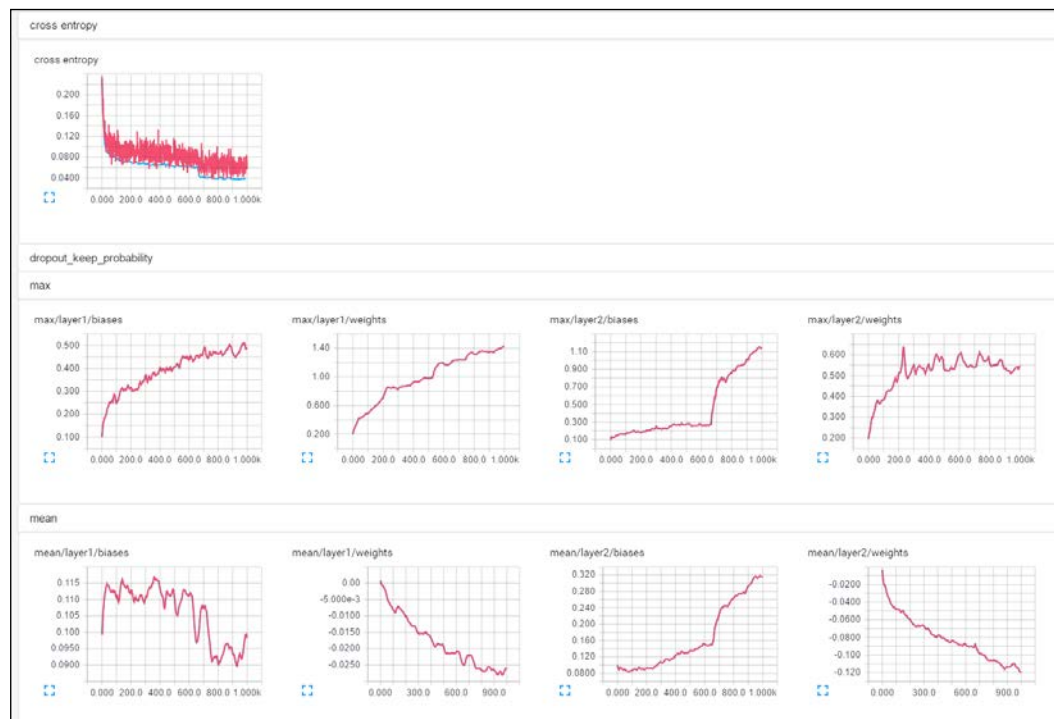 cross entropy
cross entropy
0.200
0.160
0.120
0.0800
0.0400
0.000 200.0 400.0 600.0 800.0 1.000k
dropout_keep_probability
max
max/layer1/biases max/layer1/weights max/layer2/biases max/layer2/weights
0.500
0.400
0.300
0.200
0.100
0.000 200.0 400.0 600.0 800.0 1.000k
1.40
1.00
0.600
0.200
0.000 200.0 400.0 600.0 800.0 1.000k
1.10
0.900
0.700
0.500
0.300
0.100
0.000 200.0 400.0 600.0 800.0 1.000k
0.600
0.500
0.400
0.300
0.200
0.000 200.0 400.0 600.0 800.0 1.000k
mean
mean/layer1/biases mean/layer1/weights mean/layer2/biases mean/layer2/weights
0.115
0.110
0.105
0.100
0.0950
0.0900
0.000 200.0 400.0 600.0 800.0 1.000k
0.00
-5.000e-3
-0.0100
-0.0150
-0.0200
-0.0250
0.000 300.0 600.0 900.0
0.320
0.280
0.240
0.200
0.160
0.120
0.0800
0.000 200.0 400.0 600.0 800.0 1.000k
-0.0200
-0.0400
-0.0600
-0.0800
-0.100
-0.120
0.000 300.0 600.0 900.0